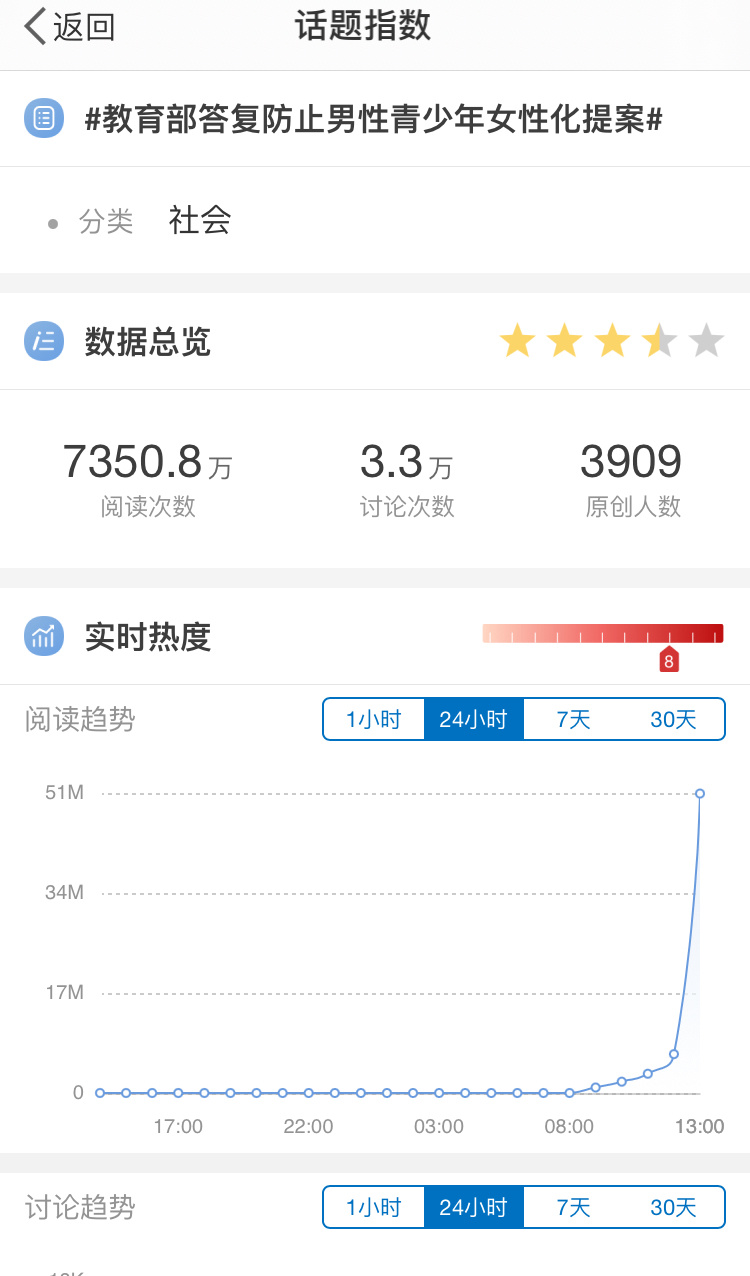 返回
话题指数
#教育部答复防止男性青少年女性化提案#
分类 社会
数据总览
7350.8万 3.3万 3909
阅读次数 讨论次数 原创人数
实时热度
8
阅读趋势 1小时 24小时 7天 30天
51M
34M
17M
0
17:00 22:00 03:00 08:00 13:00
讨论趋势 1小时 24小时 7天 30天